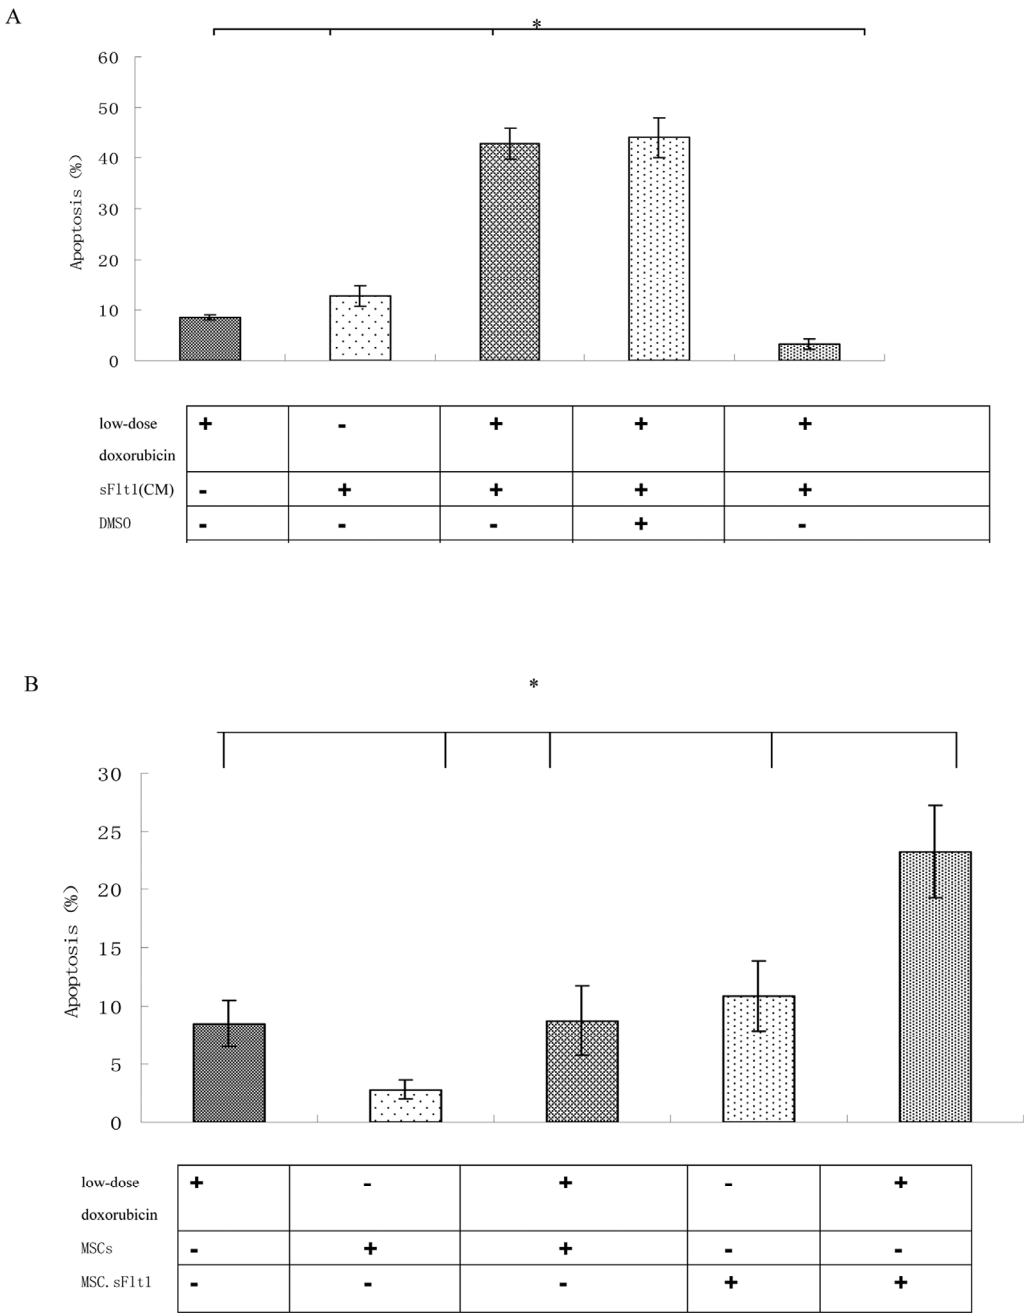 A
*
60
50
40
30
20
10
0
Apoptosis (%)
low-dose doxorubicin + - + + +
sFlt1(CM) - + + + +
DMSO - - - + -
B
*
30
25
20
15
10
5
0
Apoptosis (%)
low-dose doxorubicin + - + - +
MSCs - + + - -
MSC.sFlt1 - - - + +